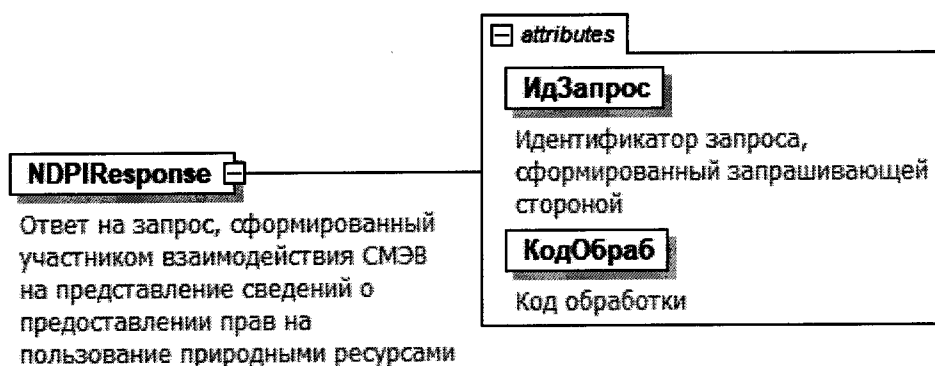 attributes
ИдЗапрос
Идентификатор запроса,
сформированный запрашивающей
стороной
NDPIResponse
Ответ на запрос, сформированный
участником взаимодействия СМЭВ
на представление сведений о
предоставлении прав на
пользование природными ресурсами
КодОбраб
Код обработки